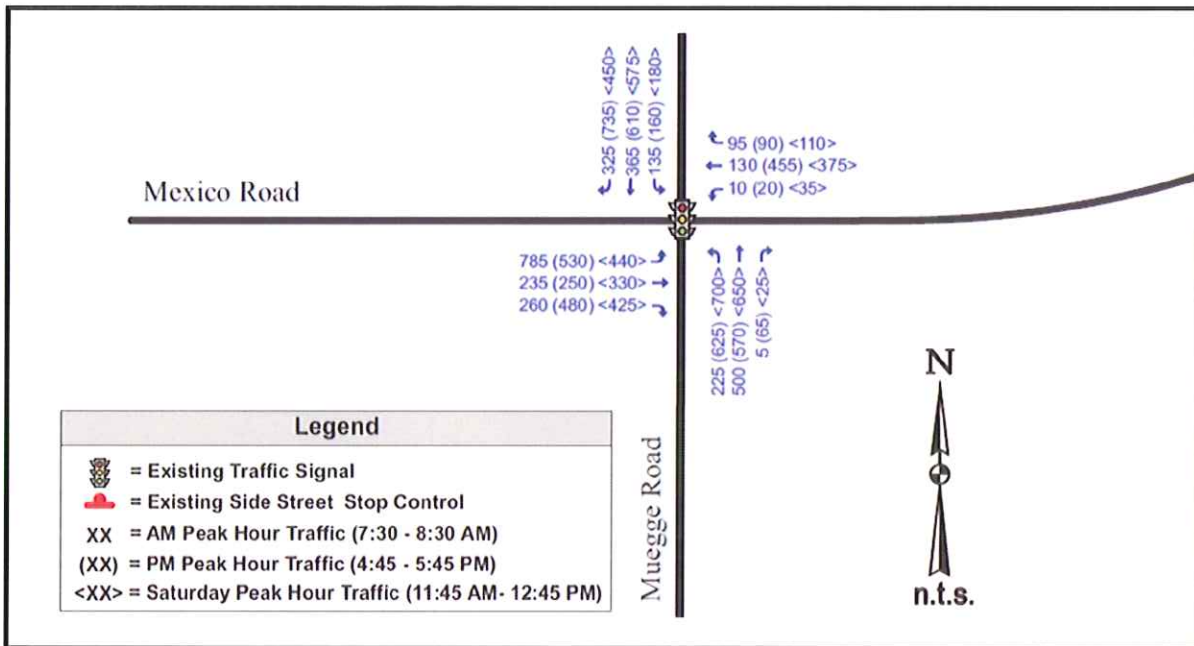 325 (735) <450>
365 (610) <575>
135 (160) <180>
95 (90) <110>
130 (455) <375>
10 (20) <35>
Mexico Road
785 (530) <440>
235 (250) <330>
260 (480) <425>
225 (625) <700>
500 (570) <650>
5 (65) <25>
N
n.t.s.
Muegge Road
Legend
= Existing Traffic Signal
= Existing Side Street Stop Control
XX = AM Peak Hour Traffic (7:30 - 8:30 AM)
(XX) = PM Peak Hour Traffic (4:45 - 5:45 PM)
<XX> = Saturday Peak Hour Traffic (11:45 AM- 12:45 PM)